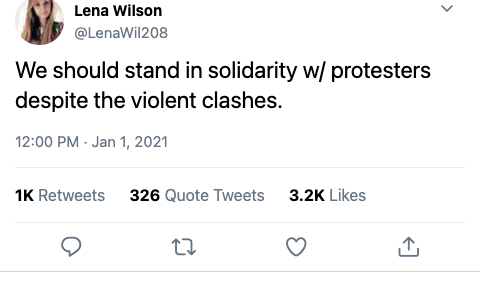 Lena Wilson
@LenaWil208
We should stand in solidarity w/ protesters
despite the violent clashes.
12:00 PM · Jan 1, 2021
1K Retweets 326 Quote Tweets 3.2K Likes